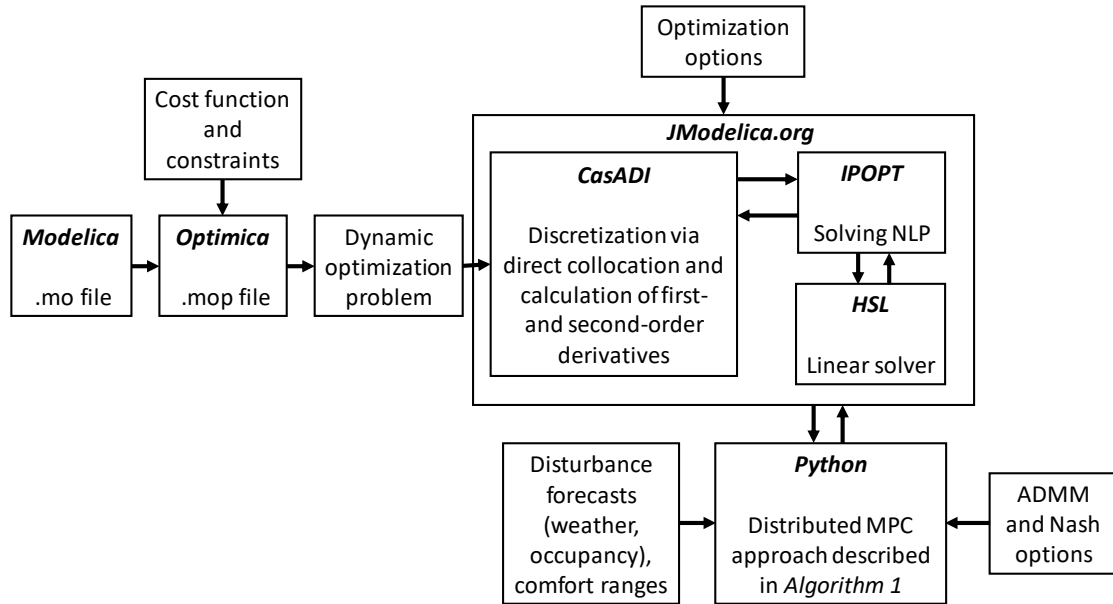 Optimization
options
Cost function
and
constraints
JModelica.org
Modelica
.mo file
Optimica
.mop file
Dynamic
optimization
problem
CasADI
Discretization via
direct collocation and
calculation of first-
and second-order
derivatives
IPOPT
Solving NLP
HSL
Linear solver
Disturbance
forecasts
(weather,
occupancy),
comfort ranges
Python
Distributed MPC
approach described
in Algorithm 1
ADMM
and Nash
options